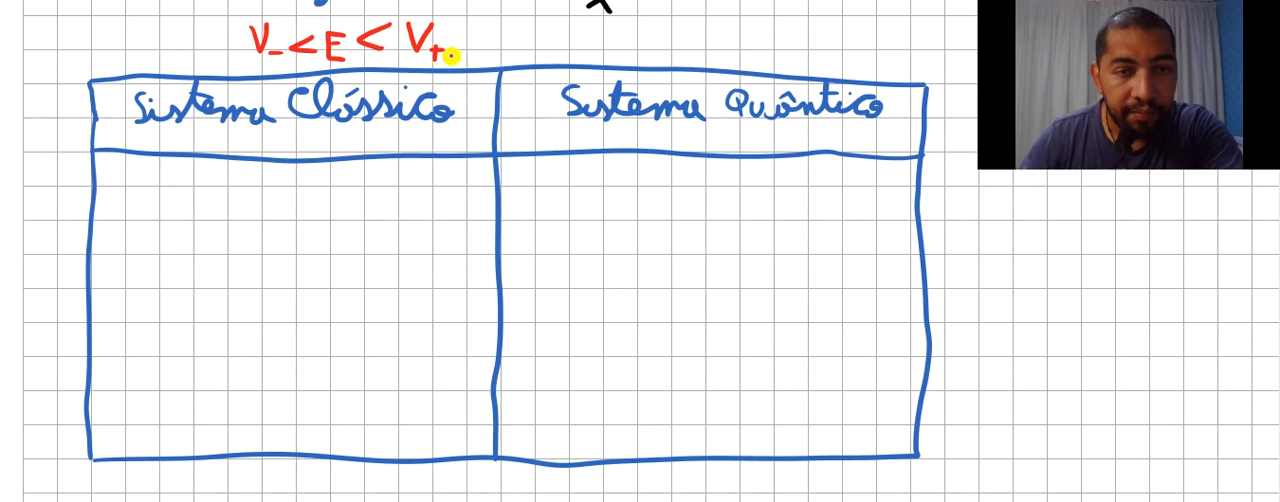 V₋ < E < V₊
Sistema Clássico
Sistema Quântico